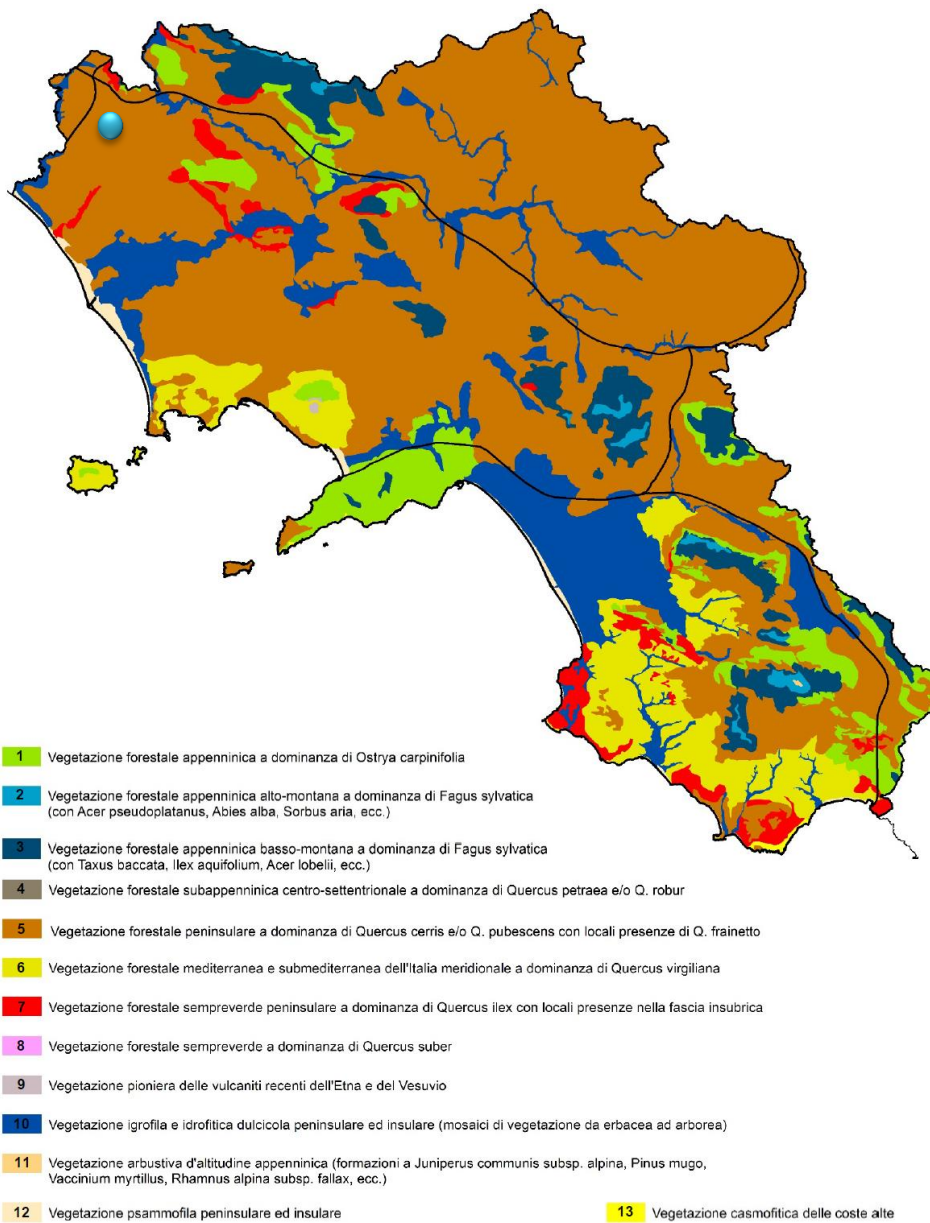 1 Vegetazione forestale appenninica a dominanza di Ostrya carpinifolia
2 Vegetazione forestale appenninica alto-montana a dominanza di Fagus sylvatica
(con Acer pseudoplatanus, Abies alba, Sorbus aria, ecc.)
3 Vegetazione forestale appenninica basso-montana a dominanza di Fagus sylvatica
(con Taxus baccata, Ilex aquifolium, Acer lobelii, ecc.)
4 Vegetazione forestale subappenninica centro-settentrionale a dominanza di Quercus petraea e/o Q. robur
5 Vegetazione forestale peninsulare a dominanza di Quercus cerris e/o Q. pubescens con locali presenze di Q. frainetto
6 Vegetazione forestale mediterranea e submediterranea dell'Italia meridionale a dominanza di Quercus virgiliana
7 Vegetazione forestale sempreverde peninsulare a dominanza di Quercus ilex con locali presenze nella fascia insubrica
8 Vegetazione forestale sempreverde a dominanza di Quercus suber
9 Vegetazione pioniera delle vulcaniti recenti dell'Etna e del Vesuvio
10 Vegetazione igrofila e idrofitica dulcicola peninsulare ed insulare (mosaici di vegetazione da erbacea ad arborea)
11 Vegetazione arbustiva d'altitudine appenninica (formazioni a Juniperus communis subsp. alpina, Pinus mugo,
Vaccinium myrtillus, Rhamnus alpina subsp. fallax, ecc.)
12 Vegetazione psammofila peninsulare ed insulare
13 Vegetazione casmofitica delle coste alte